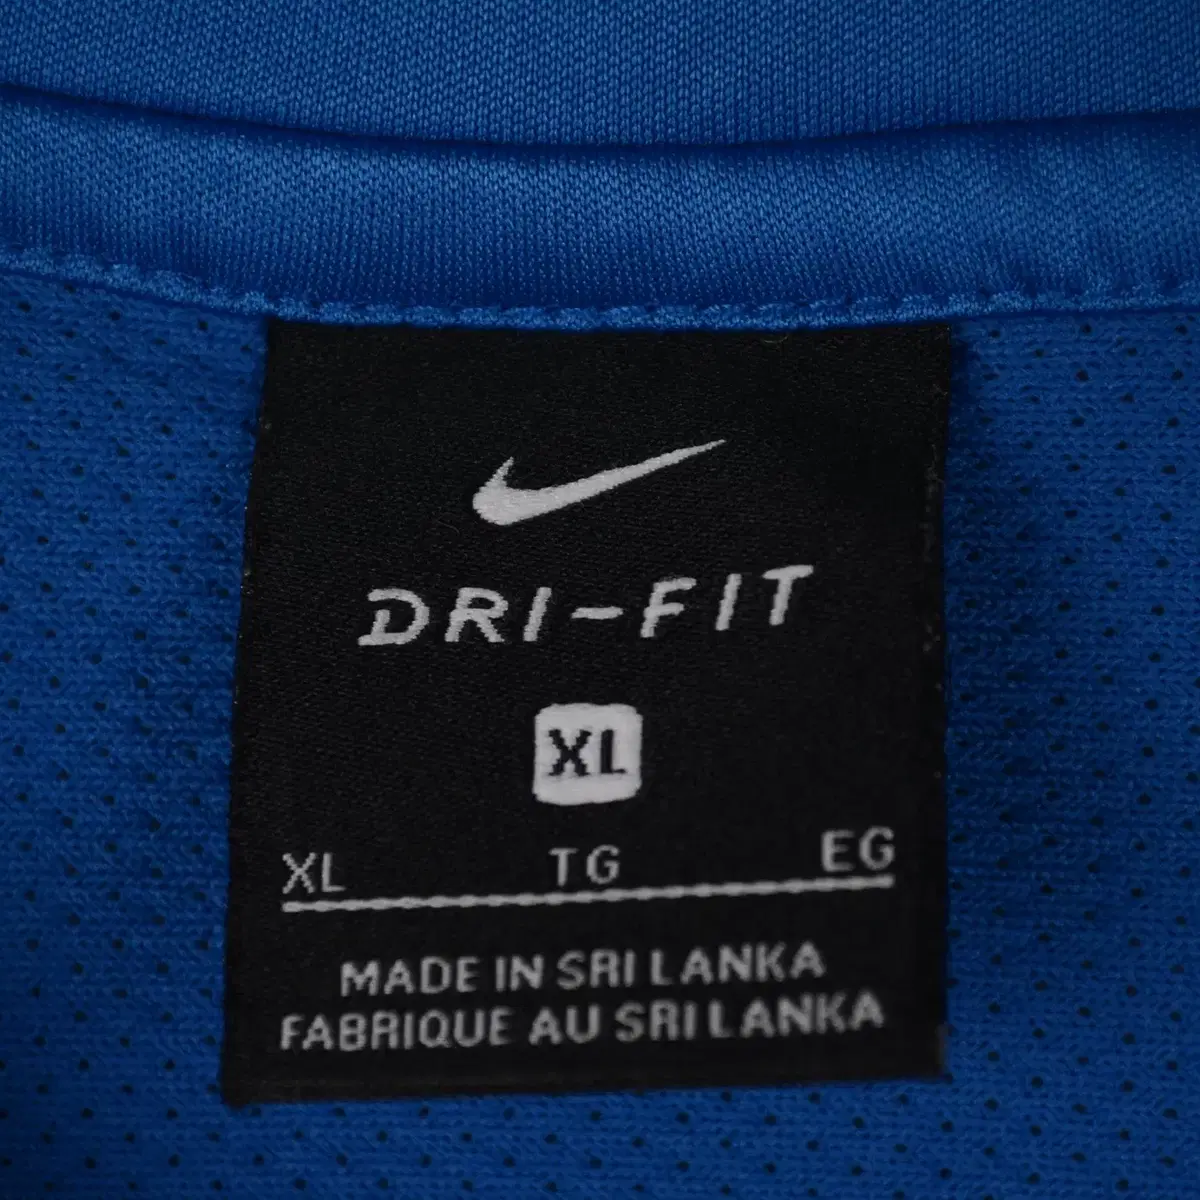 DRI-FIT
XL
XL TG EG
MADE IN SRI LANKA
FABRIQUE AU SRI LANKA